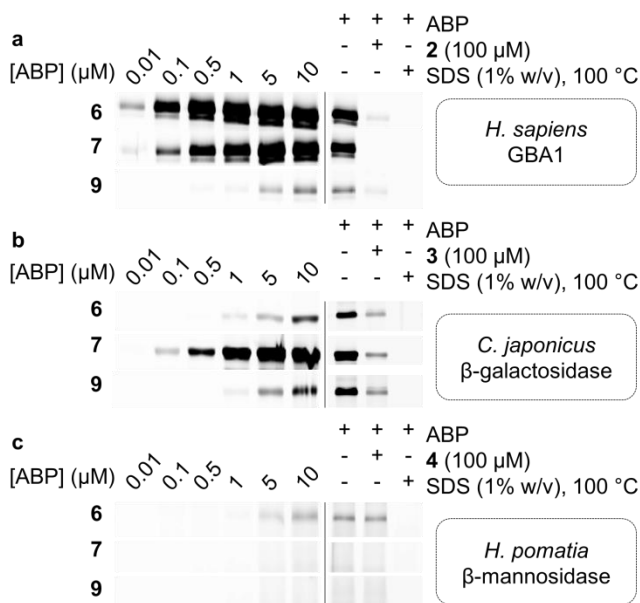 a
[ABP] (µM) 0.01 0.1 0.5 1 5 10
+ + + ABP
- + - 2 (100 µM)
- - + SDS (1% w/v), 100 °C
6
7
9
H. sapiens
GBA1
b
[ABP] (µM) 0.01 0.1 0.5 1 5 10
+ + + ABP
- + - 3 (100 µM)
- - + SDS (1% w/v), 100 °C
6
7
9
C. japonicus
β-galactosidase
c
[ABP] (µM) 0.01 0.1 0.5 1 5 10
+ + + ABP
- + - 4 (100 µM)
- - + SDS (1% w/v), 100 °C
6
7
9
H. pomatia
β-mannosidase